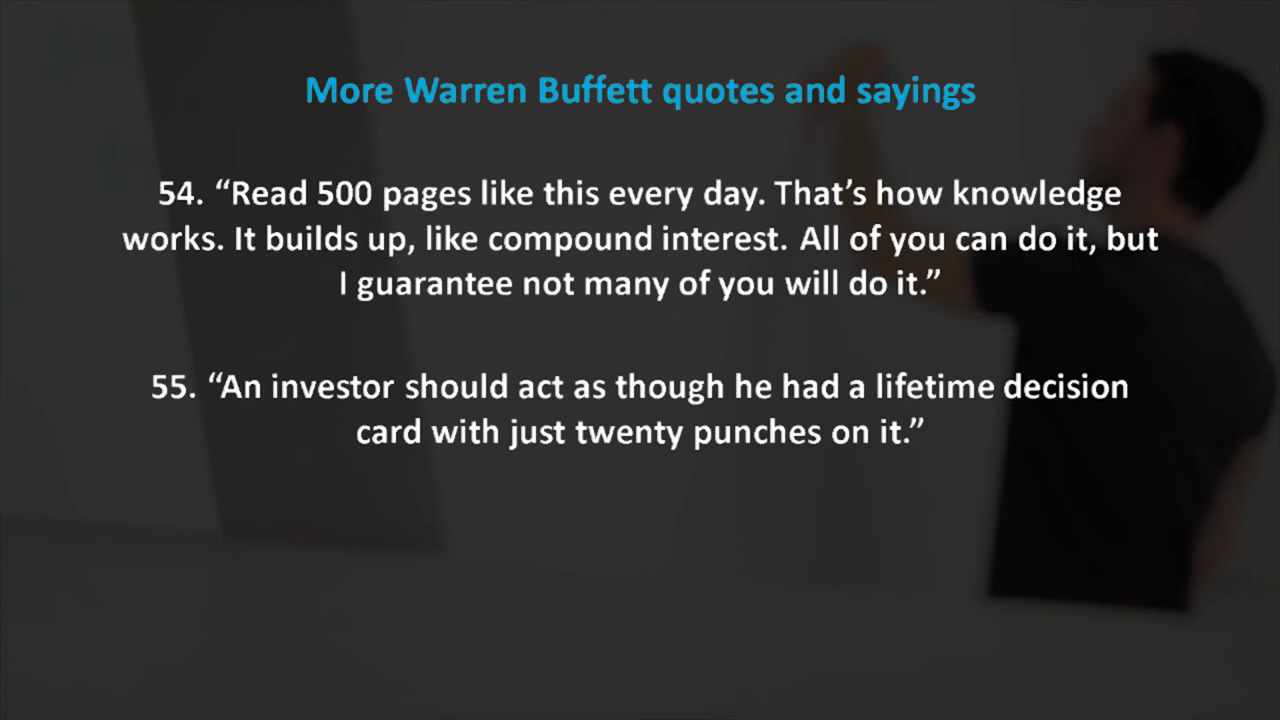 More Warren Buffett quotes and sayings
54. “Read 500 pages like this every day. That’s how knowledge
works. It builds up, like compound interest. All of you can do it, but
I guarantee not many of you will do it.”
55. “An investor should act as though he had a lifetime decision
card with just twenty punches on it.”